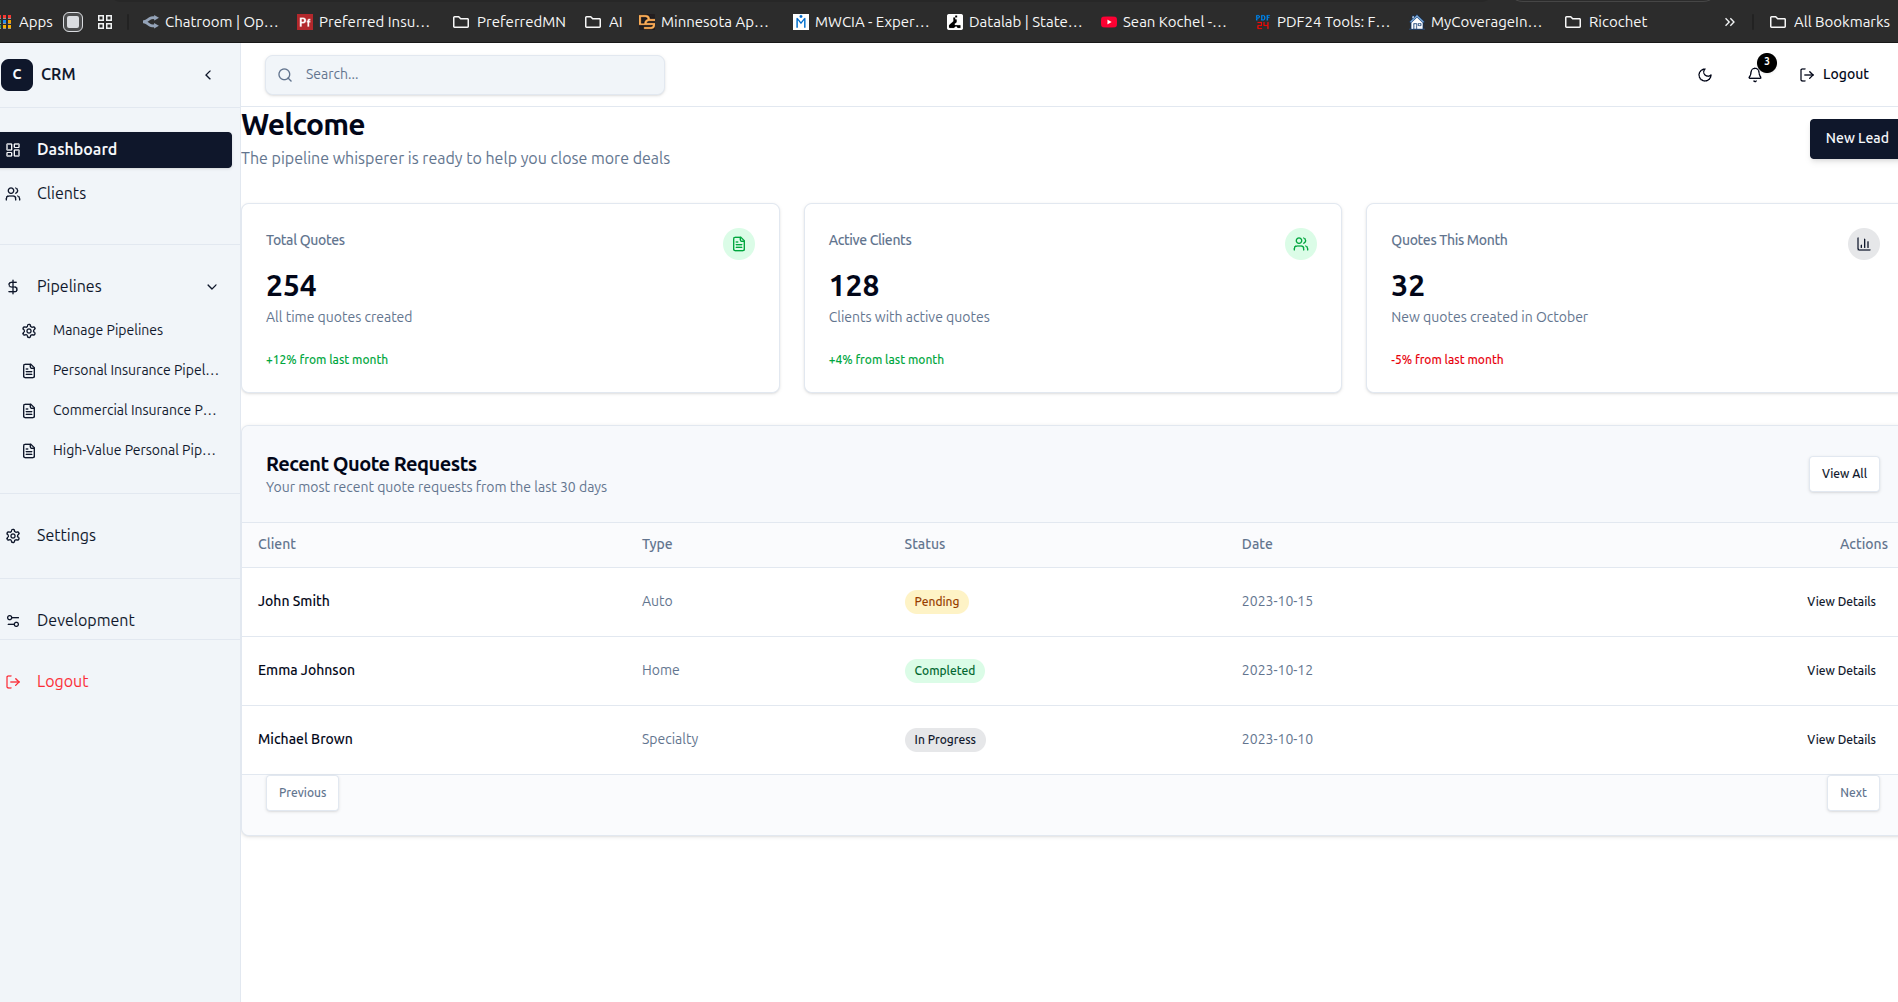 Apps Chatroom | Op... Preferred Insu... PreferredMN AI Minnesota Ap... MWCIA - Exper... Datalab | State... Sean Kochel -... PDF24 Tools: F... MyCoverageIn... Ricochet » All Bookmarks
C CRM
Search...
3
Logout
Dashboard
Clients
Pipelines
Manage Pipelines
Personal Insurance Pipel...
Commercial Insurance P...
High-Value Personal Pip...
Settings
Development
Logout
Welcome
The pipeline whisperer is ready to help you close more deals
New Lead
Total Quotes
254
All time quotes created
+12% from last month
Active Clients
128
Clients with active quotes
+4% from last month
Quotes This Month
32
New quotes created in October
-5% from last month
Recent Quote Requests
Your most recent quote requests from the last 30 days
View All
Client Type Status Date Actions
John Smith Auto Pending 2023-10-15 View Details
Emma Johnson Home Completed 2023-10-12 View Details
Michael Brown Specialty In Progress 2023-10-10 View Details
Previous Next